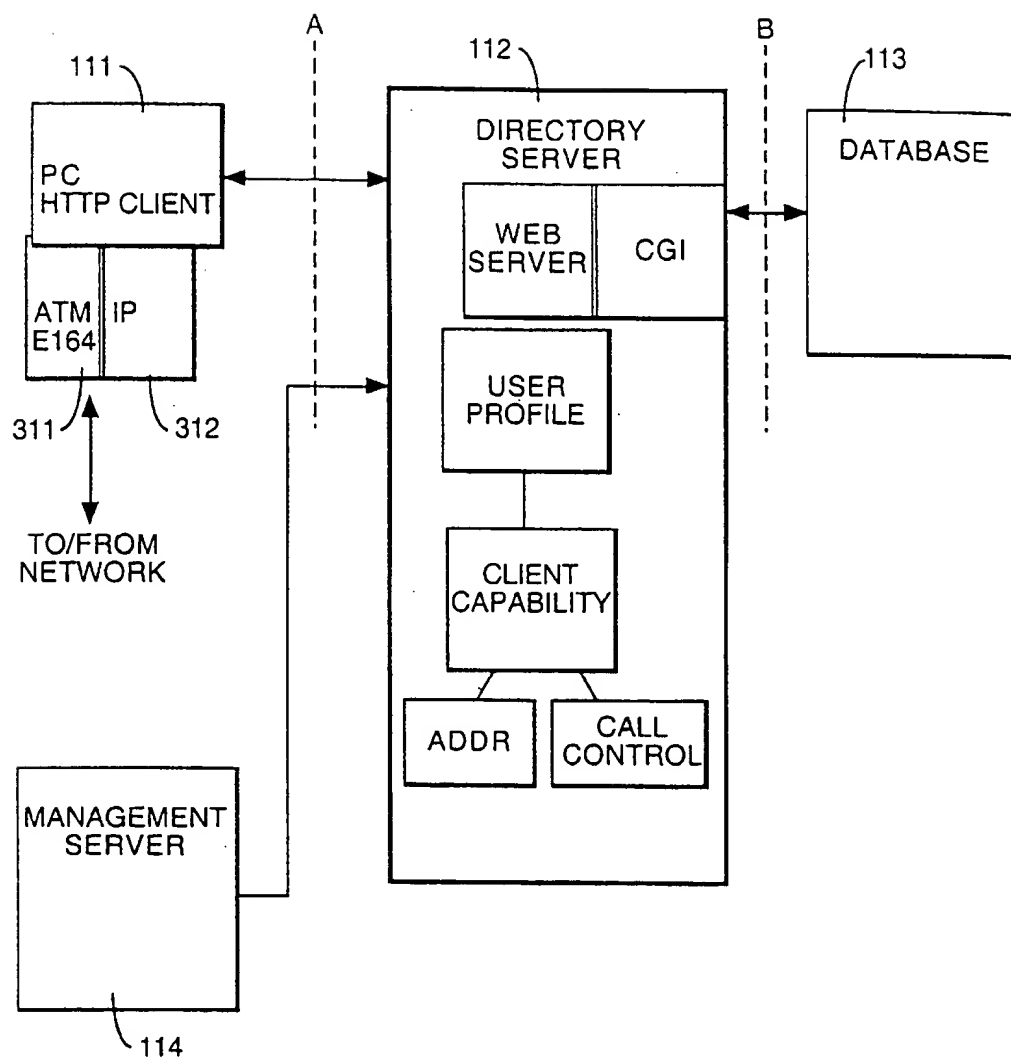 A
B
111
112
113
DIRECTORY
SERVER
DATABASE
PC
HTTP CLIENT
WEB
SERVER
CGI
ATM
E164
IP
311
312
USER
PROFILE
TO/FROM
NETWORK
CLIENT
CAPABILITY
ADDR
CALL
CONTROL
MANAGEMENT
SERVER
114